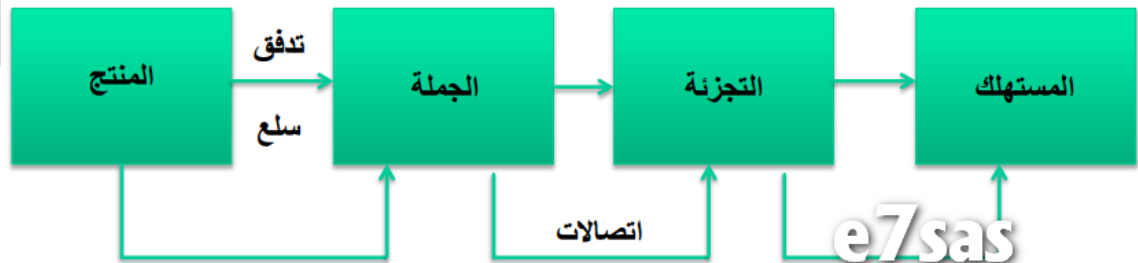 المنتج
تدفق
سلع
الجملة
التجزئة
المستهلك
اتصالات
e7sas